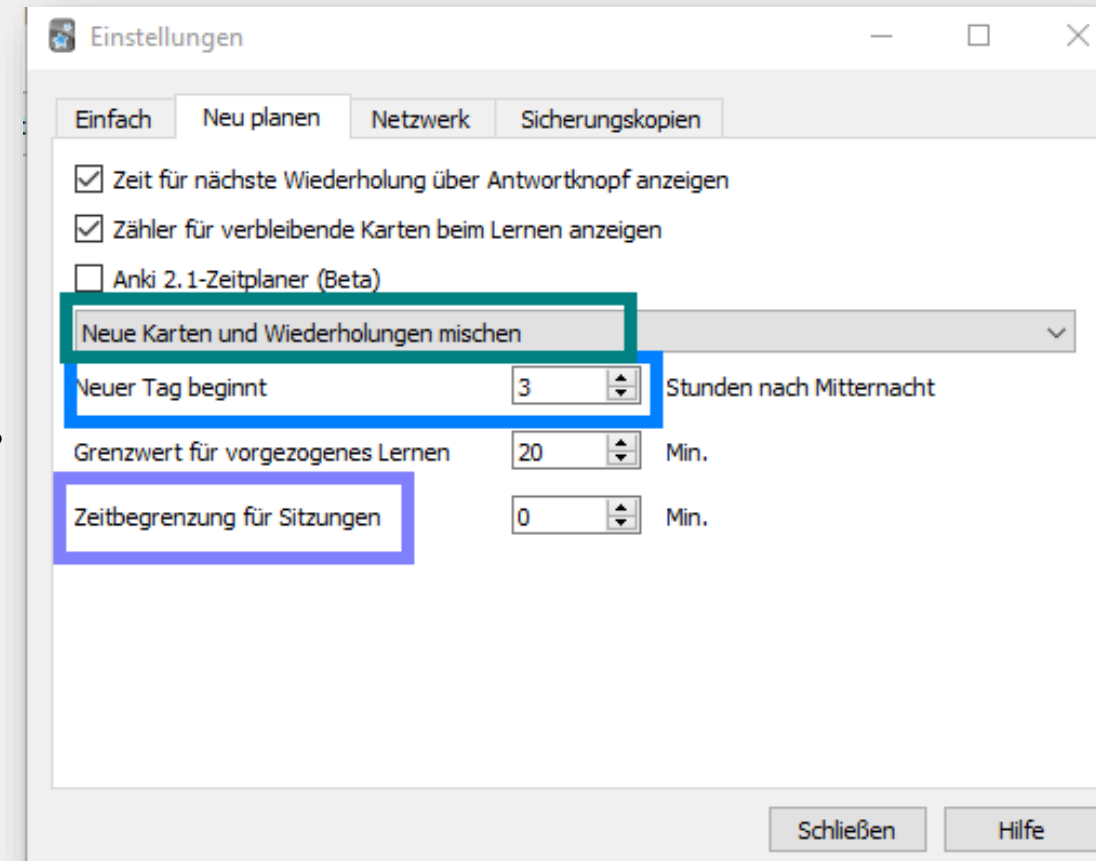 Einstellungen
Einfach Neu planen Netzwerk Sicherungskopien
Zeit für nächste Wiederholung über Antwortknopf anzeigen
Zähler für verbleibende Karten beim Lernen anzeigen
Anki 2.1-Zeitplaner (Beta)
Neue Karten und Wiederholungen mischen
Neuer Tag beginnt 3 Stunden nach Mitternacht
Grenzwert für vorgezogenes Lernen 20 Min.
Zeitbegrenzung für Sitzungen 0 Min.
Schließen Hilfe